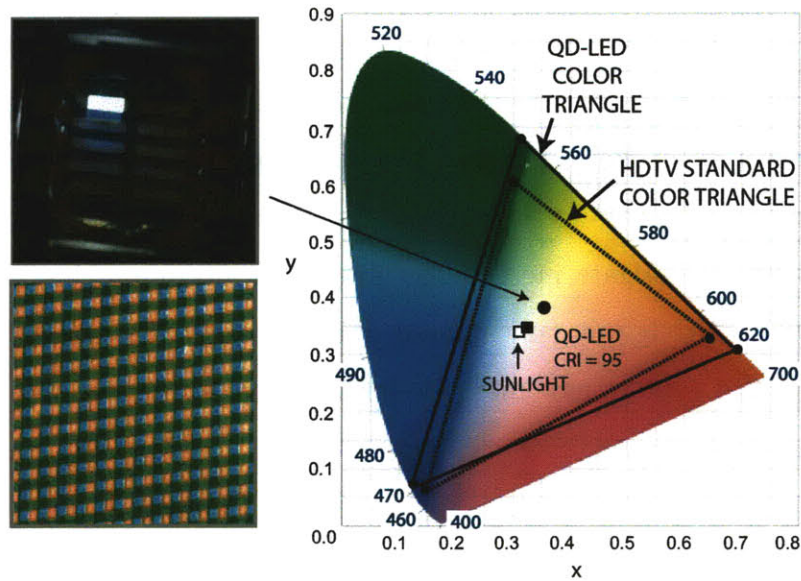 0.9
0.8
0.7
0.6
0.5
0.4
0.3
0.2
0.1
0.0
y
520
540
560
580
600
620
700
490
480
470
460
400
QD-LED
COLOR
TRIANGLE
HDTV STANDARD
COLOR TRIANGLE
QD-LED
CRI = 95
SUNLIGHT
0.1 0.2 0.3 0.4 0.5 0.6 0.7 0.8
x